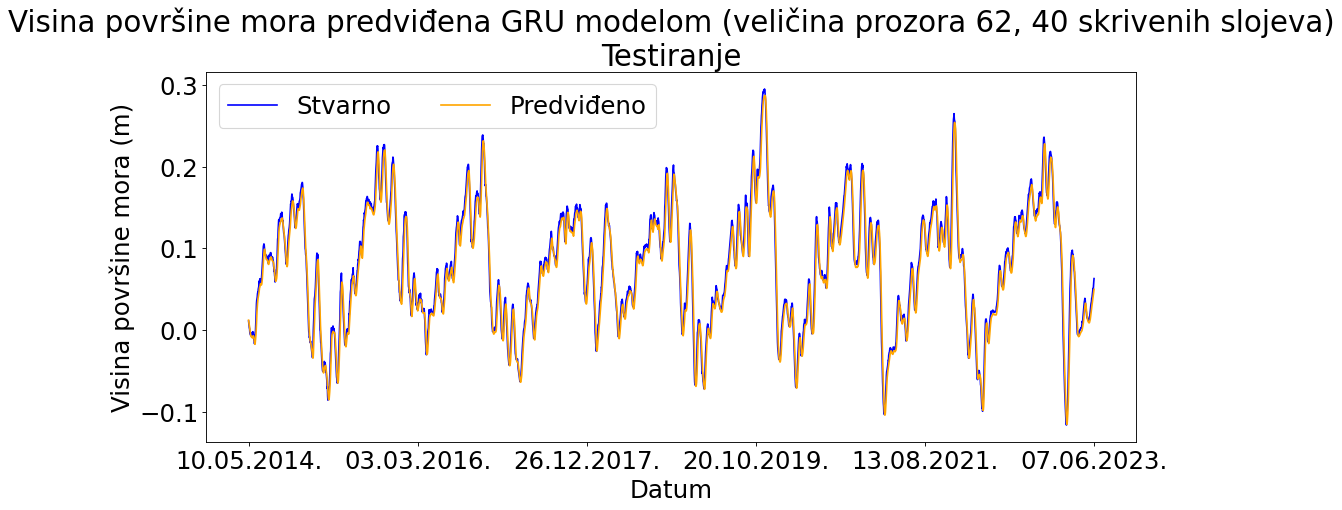 Visina površine mora predviđena GRU modelom (veličina prozora 62, 40 skrivenih slojeva)
Testiranje
Stvarno Predviđeno
Visina površine mora (m)
0.3
0.2
0.1
0.0
−0.1
10.05.2014. 03.03.2016. 26.12.2017. 20.10.2019. 13.08.2021. 07.06.2023.
Datum